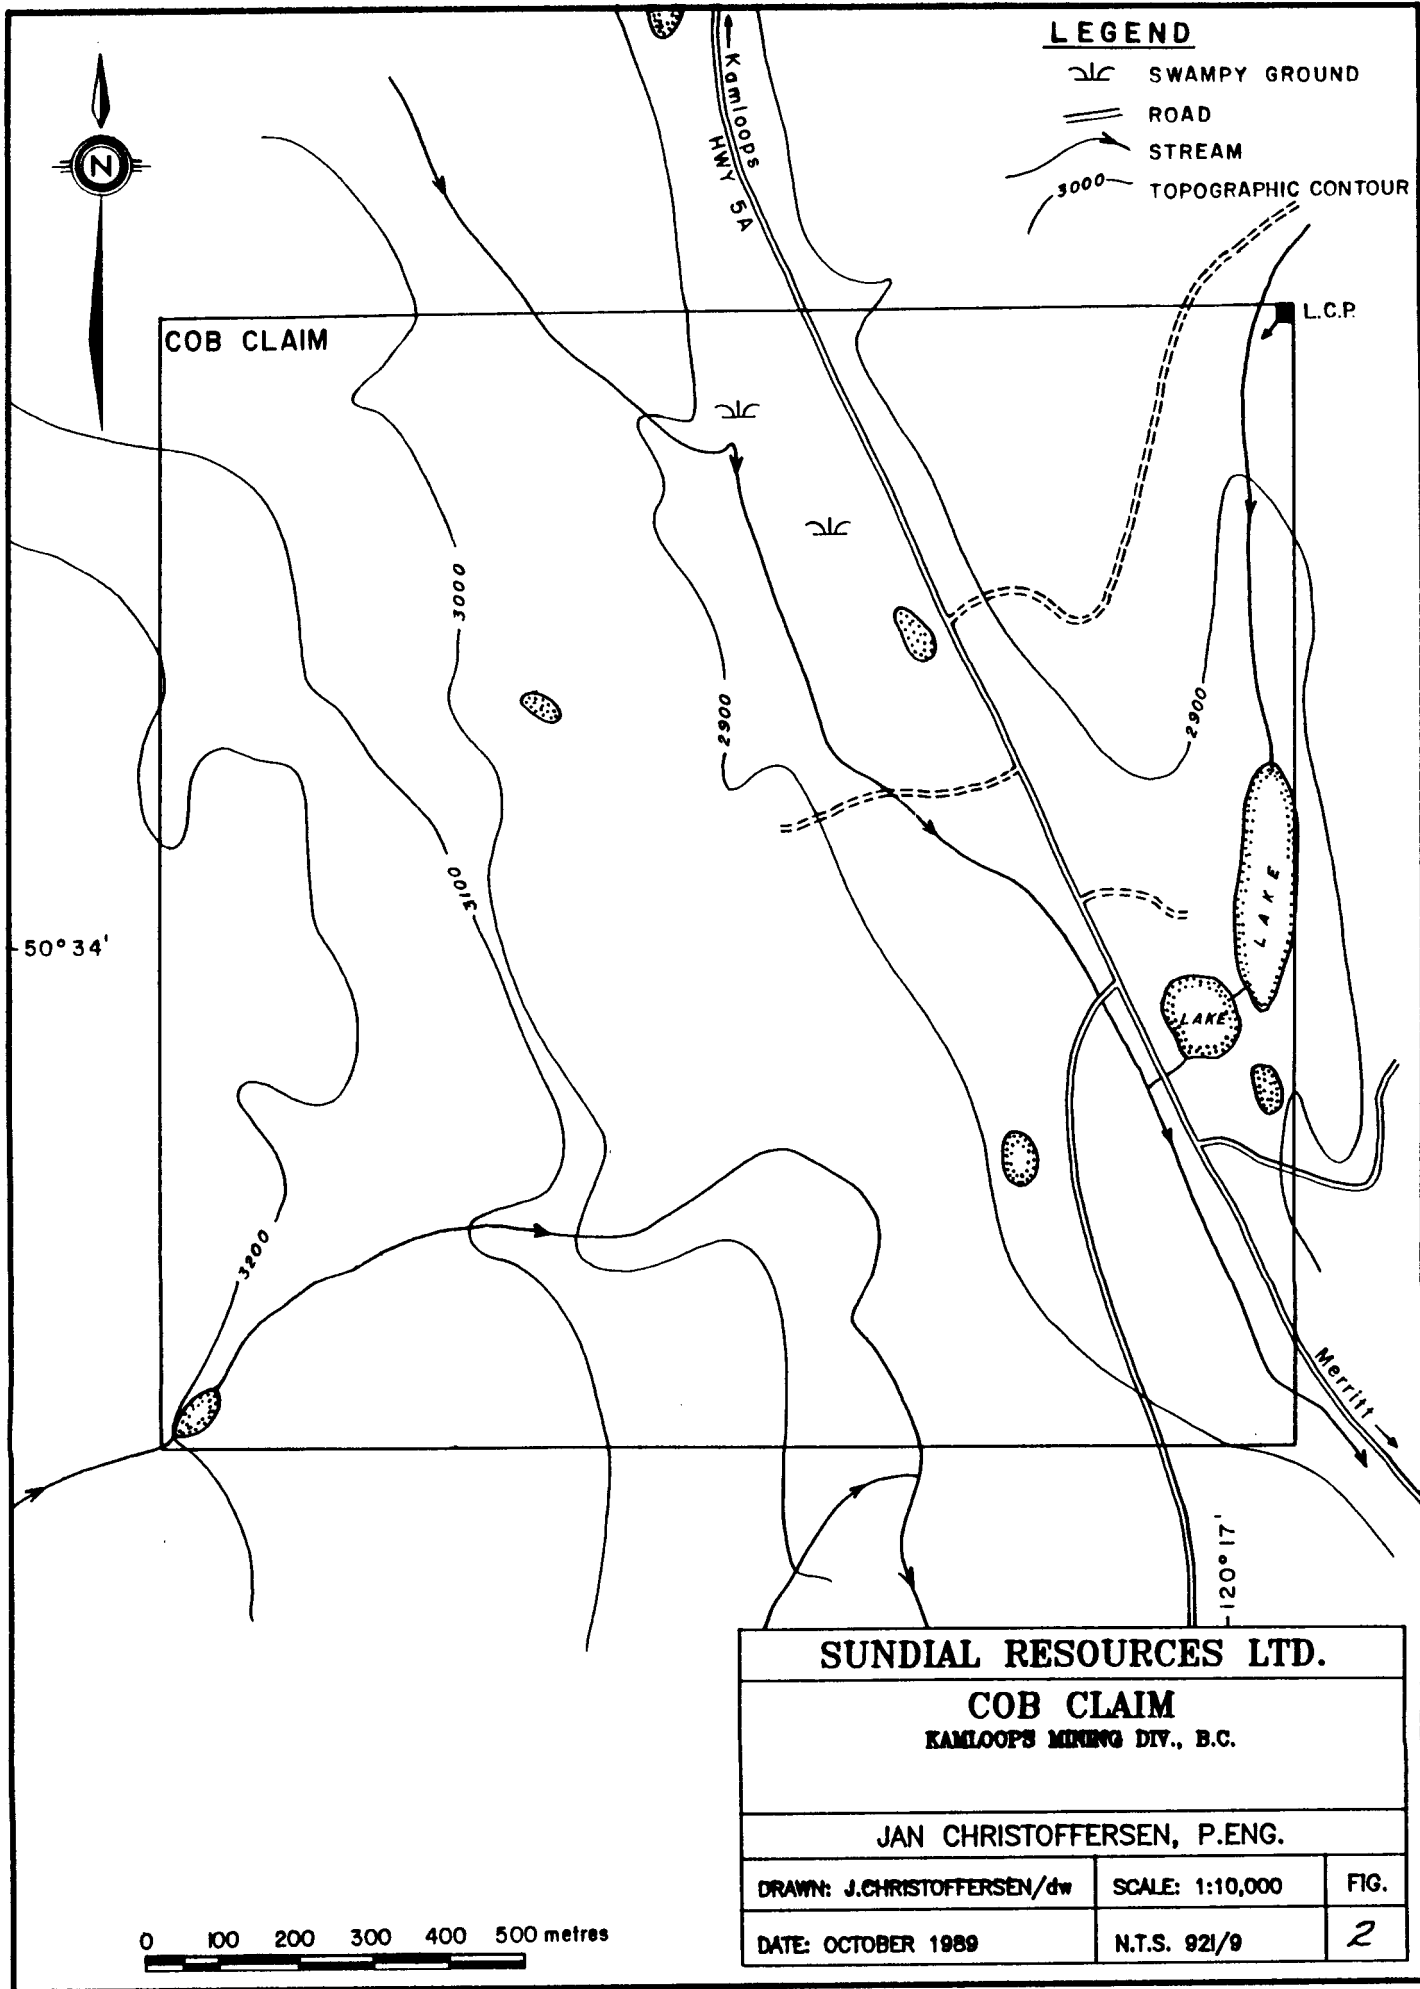 LEGEND
SWAMPY GROUND
ROAD
STREAM
3000
TOPOGRAPHIC CONTOUR
N
Kamloops
HWY 5A
L.C.P.
COB CLAIM
3000
2900
2900
3100
LAKE
LAKE
50°34'
3200
Merritt
120°17'
SUNDIAL RESOURCES LTD.
COB CLAIM
KAMLOOPS MINING DIV., B.C.
JAN CHRISTOFFERSEN, P.ENG.
DRAWN: J.CHRISTOFFERSEN/dw
SCALE: 1:10,000
FIG.
DATE: OCTOBER 1989
N.T.S. 92I/9
2
0 100 200 300 400 500 metres